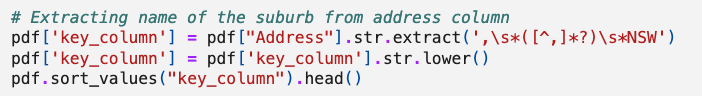 # Extracting name of the suburb from address column
pdf['key_column'] = pdf["Address"].str.extract(',\s*([^,]*?)\s*NSW')
pdf['key_column'] = pdf['key_column'].str.lower()
pdf.sort_values("key_column").head()